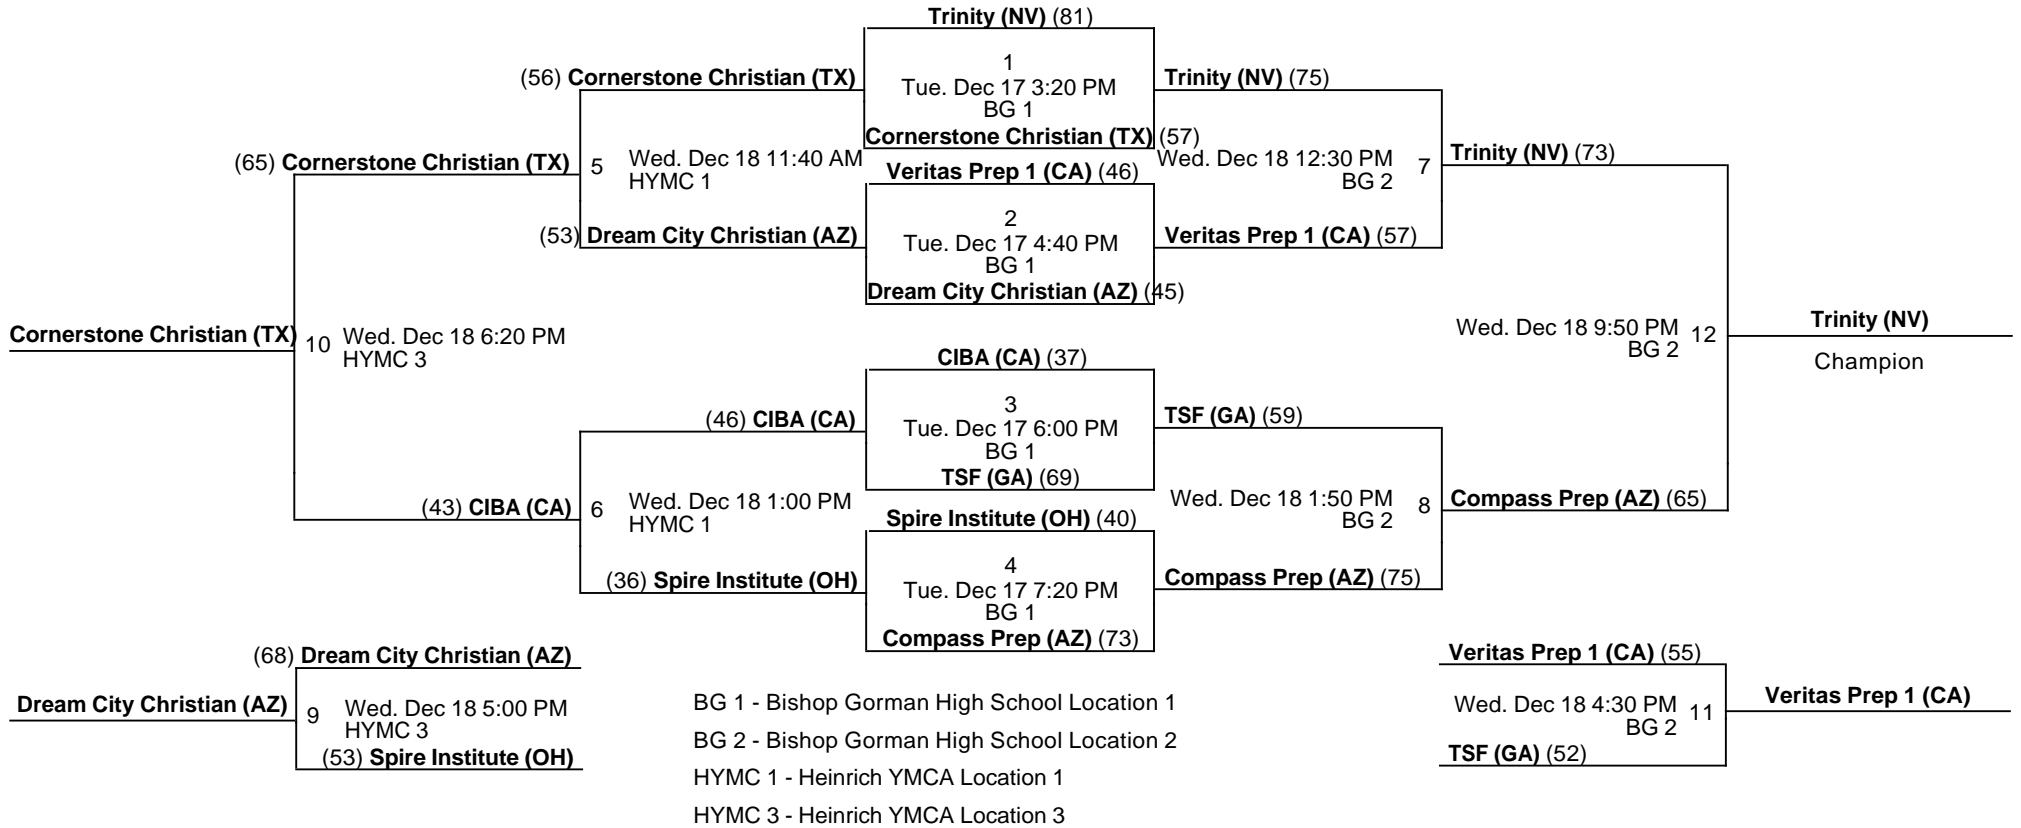 Trinity (NV) (81)
1
Tue. Dec 17 3:20 PM
BG 1
Cornerstone Christian (TX) (57)
(56) Cornerstone Christian (TX)
Trinity (NV) (75)
(65) Cornerstone Christian (TX)
5
Wed. Dec 18 11:40 AM
HYMC 1
Veritas Prep 1 (CA) (46)
2
Tue. Dec 17 4:40 PM
BG 1
Dream City Christian (AZ) (45)
Wed. Dec 18 12:30 PM
BG 2
7
Trinity (NV) (73)
(53) Dream City Christian (AZ)
Veritas Prep 1 (CA) (57)
Cornerstone Christian (TX)
10
Wed. Dec 18 6:20 PM
HYMC 3
Wed. Dec 18 9:50 PM
BG 2
12
Trinity (NV)
Champion
CIBA (CA) (37)
3
Tue. Dec 17 6:00 PM
BG 1
TSF (GA) (69)
(46) CIBA (CA)
TSF (GA) (59)
(43) CIBA (CA)
6
Wed. Dec 18 1:00 PM
HYMC 1
Spire Institute (OH) (40)
4
Tue. Dec 17 7:20 PM
BG 1
Compass Prep (AZ) (73)
Wed. Dec 18 1:50 PM
BG 2
8
Compass Prep (AZ) (65)
(36) Spire Institute (OH)
Compass Prep (AZ) (75)
(68) Dream City Christian (AZ)
Dream City Christian (AZ)
9
Wed. Dec 18 5:00 PM
HYMC 3
(53) Spire Institute (OH)
BG 1 - Bishop Gorman High School Location 1
BG 2 - Bishop Gorman High School Location 2
HYMC 1 - Heinrich YMCA Location 1
HYMC 3 - Heinrich YMCA Location 3
Veritas Prep 1 (CA) (55)
Wed. Dec 18 4:30 PM
BG 2
11
Veritas Prep 1 (CA)
TSF (GA) (52)